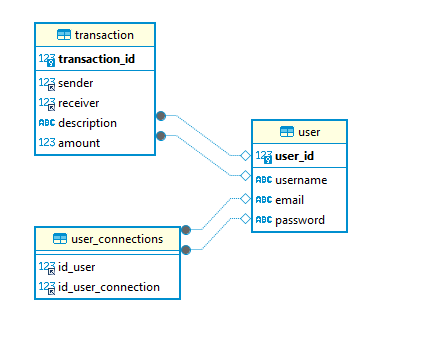 transaction
123 transaction_id
123 sender
123 receiver
ABC description
123 amount
user
123 user_id
ABC username
ABC email
ABC password
user_connections
123 id_user
123 id_user_connection